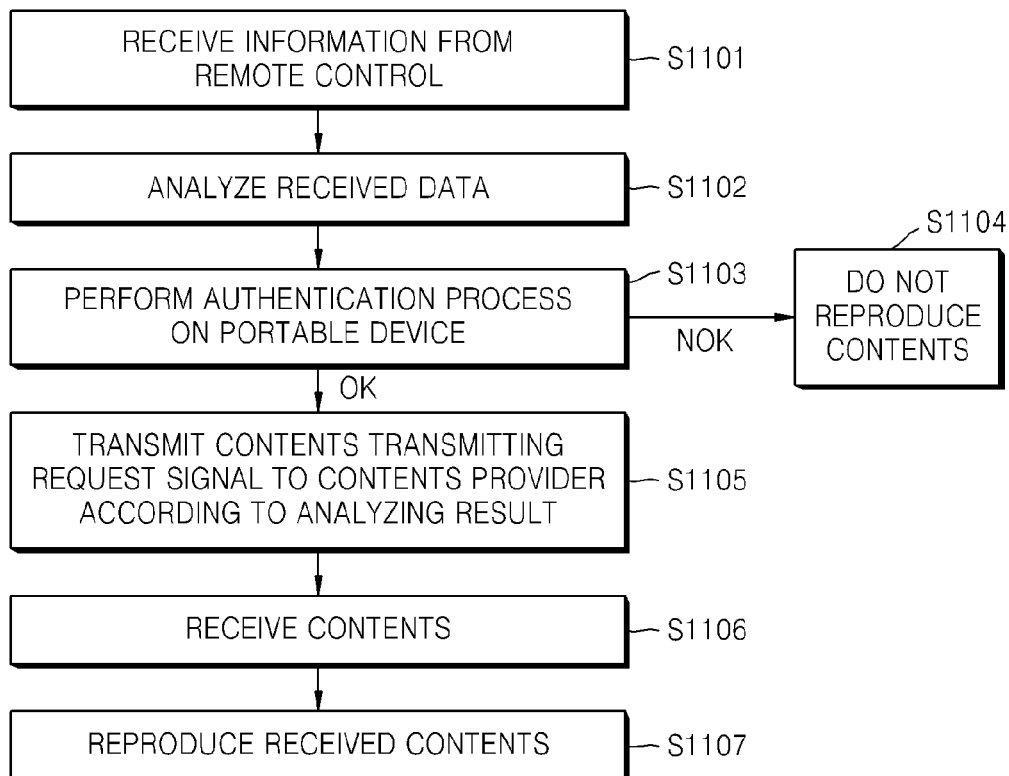 RECEIVE INFORMATION FROM
REMOTE CONTROL
S1101
ANALYZE RECEIVED DATA
S1102
PERFORM AUTHENTICATION PROCESS
ON PORTABLE DEVICE
S1103
NOK
S1104
DO NOT
REPRODUCE
CONTENTS
OK
TRANSMIT CONTENTS TRANSMITTING
REQUEST SIGNAL TO CONTENTS PROVIDER
ACCORDING TO ANALYZING RESULT
S1105
RECEIVE CONTENTS
S1106
REPRODUCE RECEIVED CONTENTS
S1107